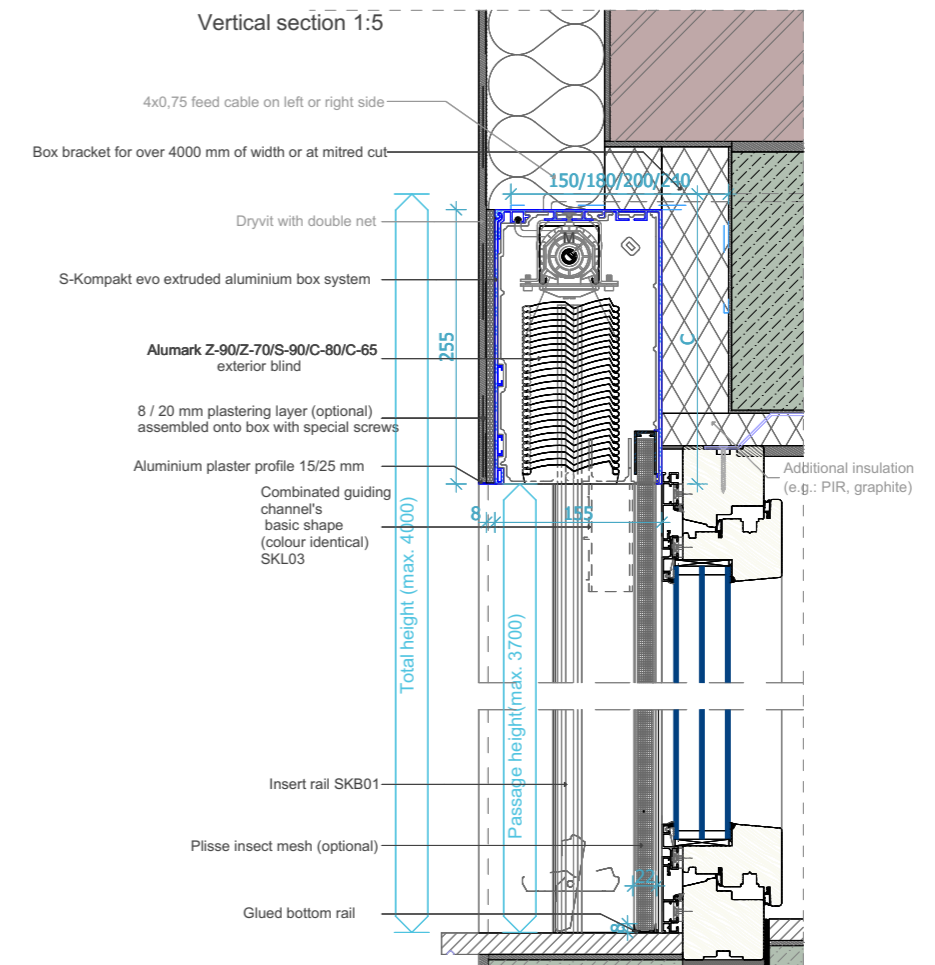 Vertical section 1:5
4x0,75 feed cable on left or right side
Box bracket for over 4000 mm of width or at mitred cut
150/180/200/240
Dryvit with double net
M
S-Kompakt evo extruded aluminium box system
255
C
Alumark Z-90/Z-70/S-90/C-80/C-65
exterior blind
8 / 20 mm plastering layer (optional)
assembled onto box with special screws
Aluminium plaster profile 15/25 mm
Additional insulation
(e.g.: PIR, graphite)
Combinated guiding
channel's
basic shape
(colour identical)
SKL03
8
155
Total height (max. 4000)
Passage height(max. 3700)
Insert rail SKB01
Plisse insect mesh (optional)
22
Glued bottom rail
8